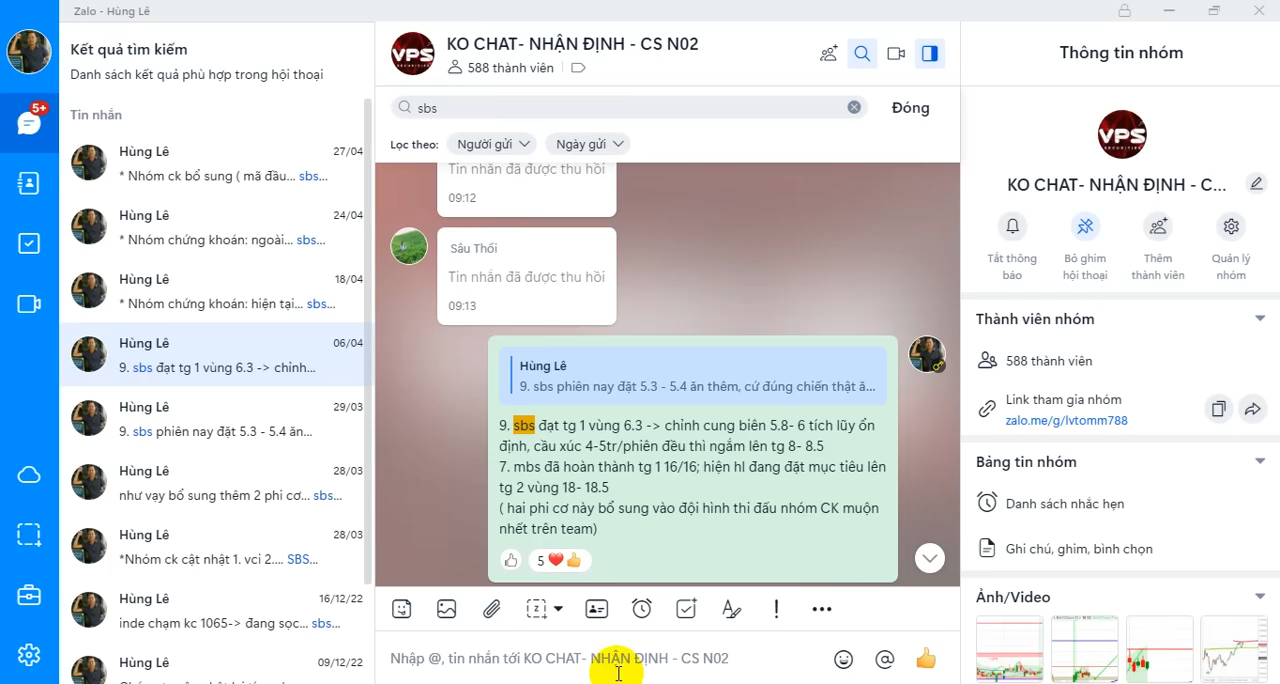 Zalo - Hùng Lê
Kết quả tìm kiếm
Danh sách kết quả phù hợp trong hội thoại
Tin nhắn
5+
Hùng Lê 27/04
* Nhóm ck bổ sung ( mã đầu... sbs...
Hùng Lê 24/04
* Nhóm chứng khoán: ngoài... sbs...
Hùng Lê 18/04
* Nhóm chứng khoán: hiện tại... sbs...
Hùng Lê 06/04
9. sbs đạt tg 1 vùng 6.3 -> chỉnh...
Hùng Lê 29/03
9. sbs phiên nay đặt 5.3 - 5.4 ăn...
Hùng Lê 28/03
như vạy bổ sung thêm 2 phi cơ... sbs...
Hùng Lê 28/03
*Nhóm ck cật nhật 1. vci 2.... SBS...
Hùng Lê 16/12/22
inde chạm kc 1065-> đang sọc... sbs...
Hùng Lê 09/12/22
VPS
SECURITIES
KO CHAT- NHẬN ĐỊNH - CS N02
588 thành viên
sbs
Đóng
Lọc theo: Người gửi Ngày gửi
Tin nhắn đã được thu hồi
09:12
Sâu Thối
Tin nhắn đã được thu hồi
09:13
Hùng Lê
9. sbs phiên nay đặt 5.3 - 5.4 ăn thêm, cứ đúng chiến thật ă...
9. sbs đạt tg 1 vùng 6.3 -> chỉnh cung biên 5.8- 6 tích lũy ổn
định, cầu xúc 4-5tr/phiên đều thì ngắm lên tg 8- 8.5
7. mbs đã hoàn thành tg 1 16/16; hiện hl đang đặt mục tiêu lên
tg 2 vùng 18- 18.5
( hai phi cơ này bổ sung vào đội hình thi đấu nhóm CK muộn
nhết trên team)
5
Nhập @, tin nhắn tới KO CHAT- NHẬN ĐỊNH - CS N02
Thông tin nhóm
VPS
SECURITIES
KO CHAT- NHẬN ĐỊNH - C...
Tắt thông
báo
Bỏ ghim
hội thoại
Thêm
thành viên
Quản lý
nhóm
Thành viên nhóm
588 thành viên
Link tham gia nhóm
zalo.me/g/lvtomm788
Bảng tin nhóm
Danh sách nhắc hẹn
Ghi chú, ghim, bình chọn
Ảnh/Video